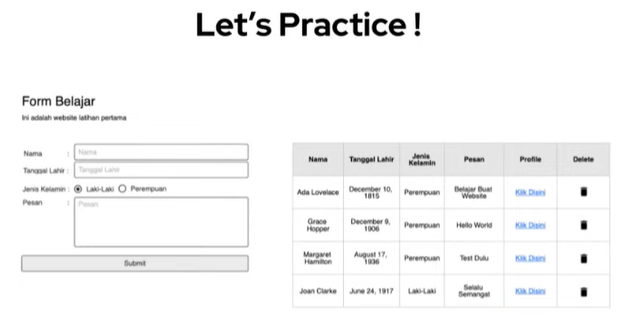 Let's Practice !
Form Belajar
Ini adalah website latihan pertama
Nama : Nama
Tanggal Lahir : Tanggal Lahir
Jenis Kelamin : Laki-Laki Perempuan
Pesan : Pesan
Submit
Nama Tanggal Lahir Jenis Kelamin Pesan Profile Delete
Ada Lovelace December 10, 1815 Perempuan Belajar Buat Website Klik Disini
Grace Hopper December 9, 1906 Perempuan Hello World Klik Disini
Margaret Hamilton August 17, 1936 Perempuan Test Dulu Klik Disini
Joan Clarke June 24, 1917 Laki-Laki Selalu Semangat Klik Disini